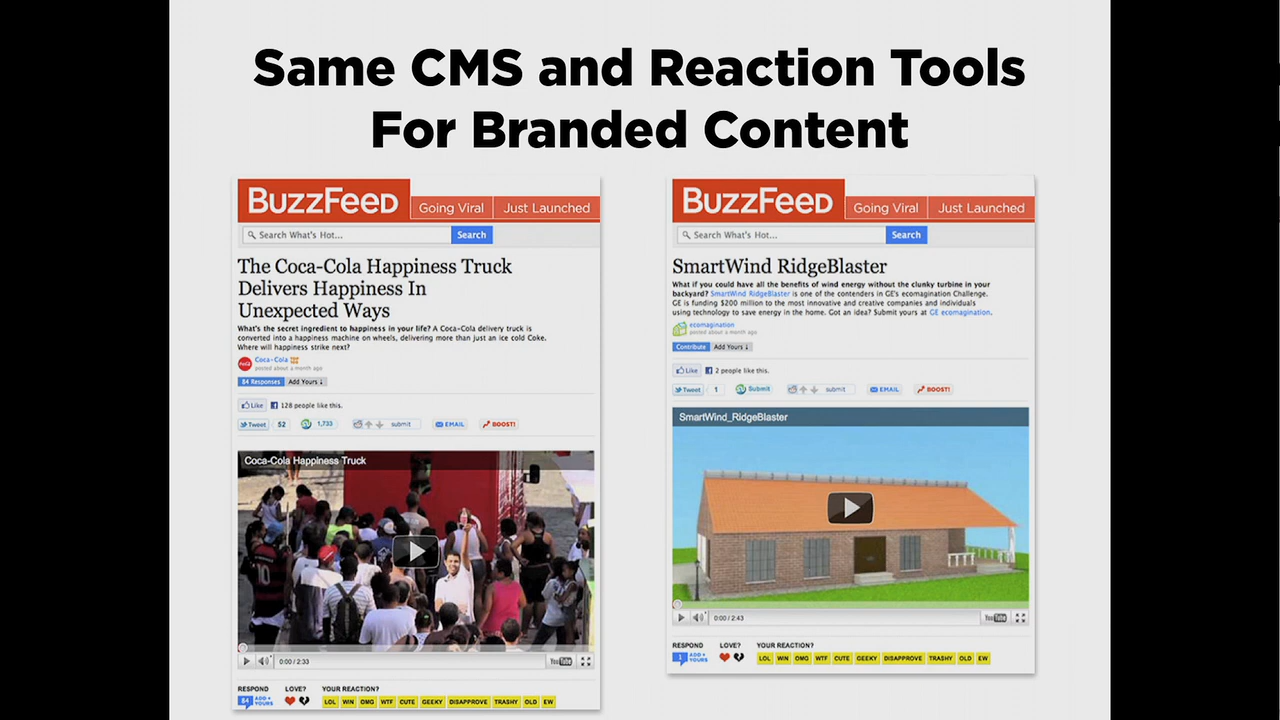 Same CMS and Reaction Tools
For Branded Content
BuzzFeed
Going Viral
Just Launched
Search What's Hot...
Search
The Coca-Cola Happiness Truck
Delivers Happiness In
Unexpected Ways
What's the secret ingredient to happiness in your life? A Coca-Cola delivery truck is
converted into a happiness machine on wheels, delivering more than just an ice cold Coke.
Where will happiness strike next?
Coca-Cola
posted about a month ago
84 Responses
Add Yours
Like
128 people like this.
Tweet
52
1,733
submit
EMAIL
BOOST!
Coca-Cola Happiness Truck
0:00 / 2:33
YouTube
RESPOND
LOVE?
YOUR REACTION?
84
ADD +
YOURS
LOL WIN OMG WTF CUTE GEEKY DISAPPROVE TRASHY OLD EW
BuzzFeed
Going Viral
Just Launched
Search What's Hot...
Search
SmartWind RidgeBlaster
What if you could have all the benefits of wind energy without the clunky turbine in your
backyard? SmartWind RidgeBlaster is one of the contenders in GE's ecomagination Challenge.
GE is funding $200 million to the most innovative and creative companies and individuals
using technology to save energy in the home. Got an idea? Submit yours at GE ecomagination.
ecomagination
posted about a month ago
Contribute
Add Yours
Like
2 people like this.
Tweet
1
Submit
submit
EMAIL
BOOST!
SmartWind_RidgeBlaster
0:00 / 2:43
YouTube
RESPOND
LOVE?
YOUR REACTION?
1
ADD +
YOURS
LOL WIN OMG WTF CUTE GEEKY DISAPPROVE TRASHY OLD EW